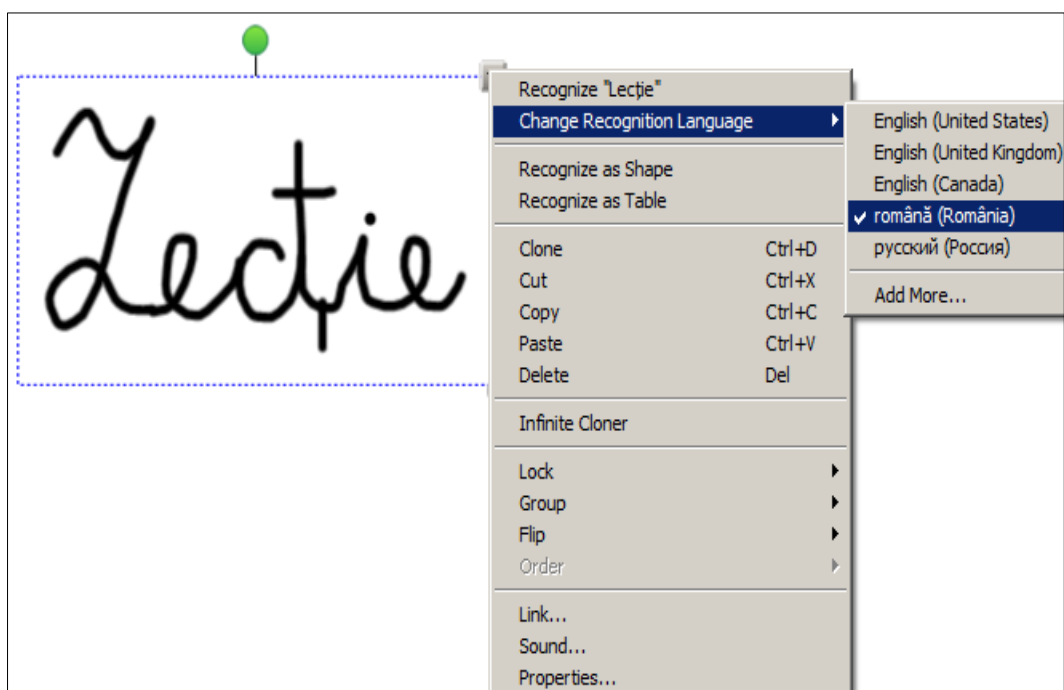 Lecție
Recognize "Lecție"
Change Recognition Language
Recognize as Shape
Recognize as Table
Clone Ctrl+D
Cut Ctrl+X
Copy Ctrl+C
Paste Ctrl+V
Delete Del
Infinite Cloner
Lock
Group
Flip
Order
Link...
Sound...
Properties...
English (United States)
English (United Kingdom)
English (Canada)
română (România)
русский (Россия)
Add More...